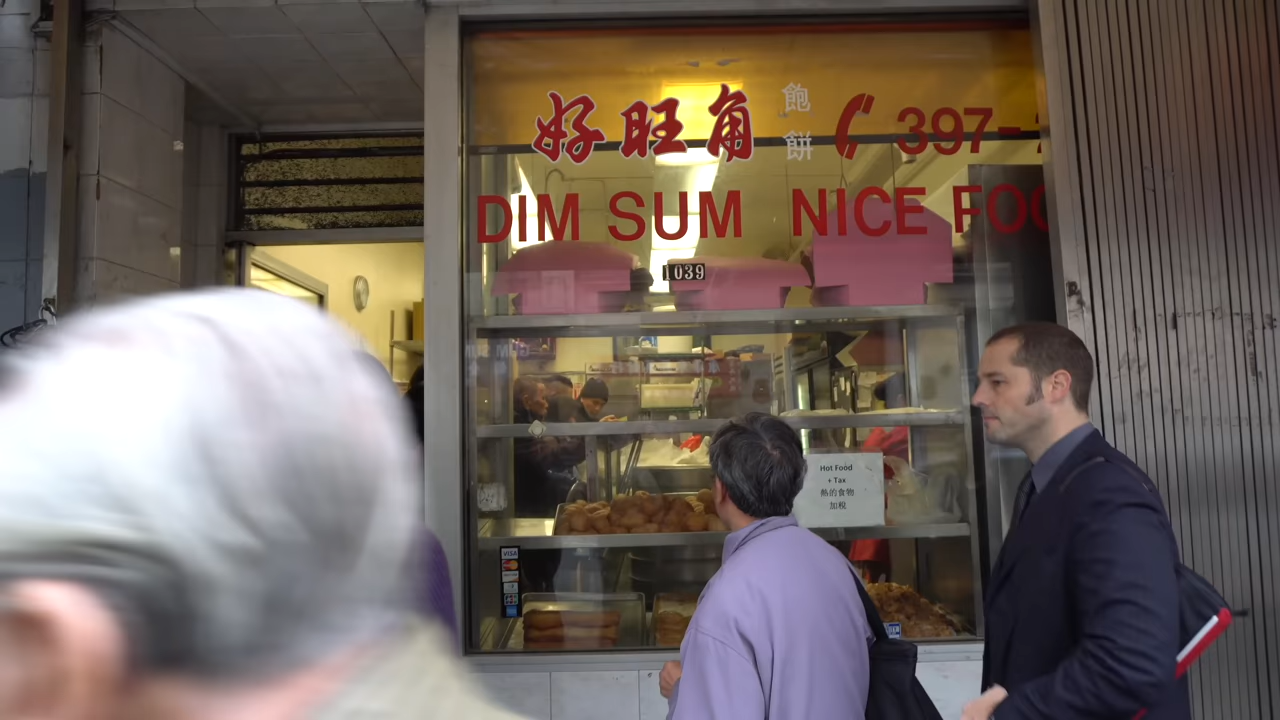 好旺角 飽餅 397-
DIM SUM NICE FOO
1039
Hot Food
+ Tax
熱的食物
加稅
VISA